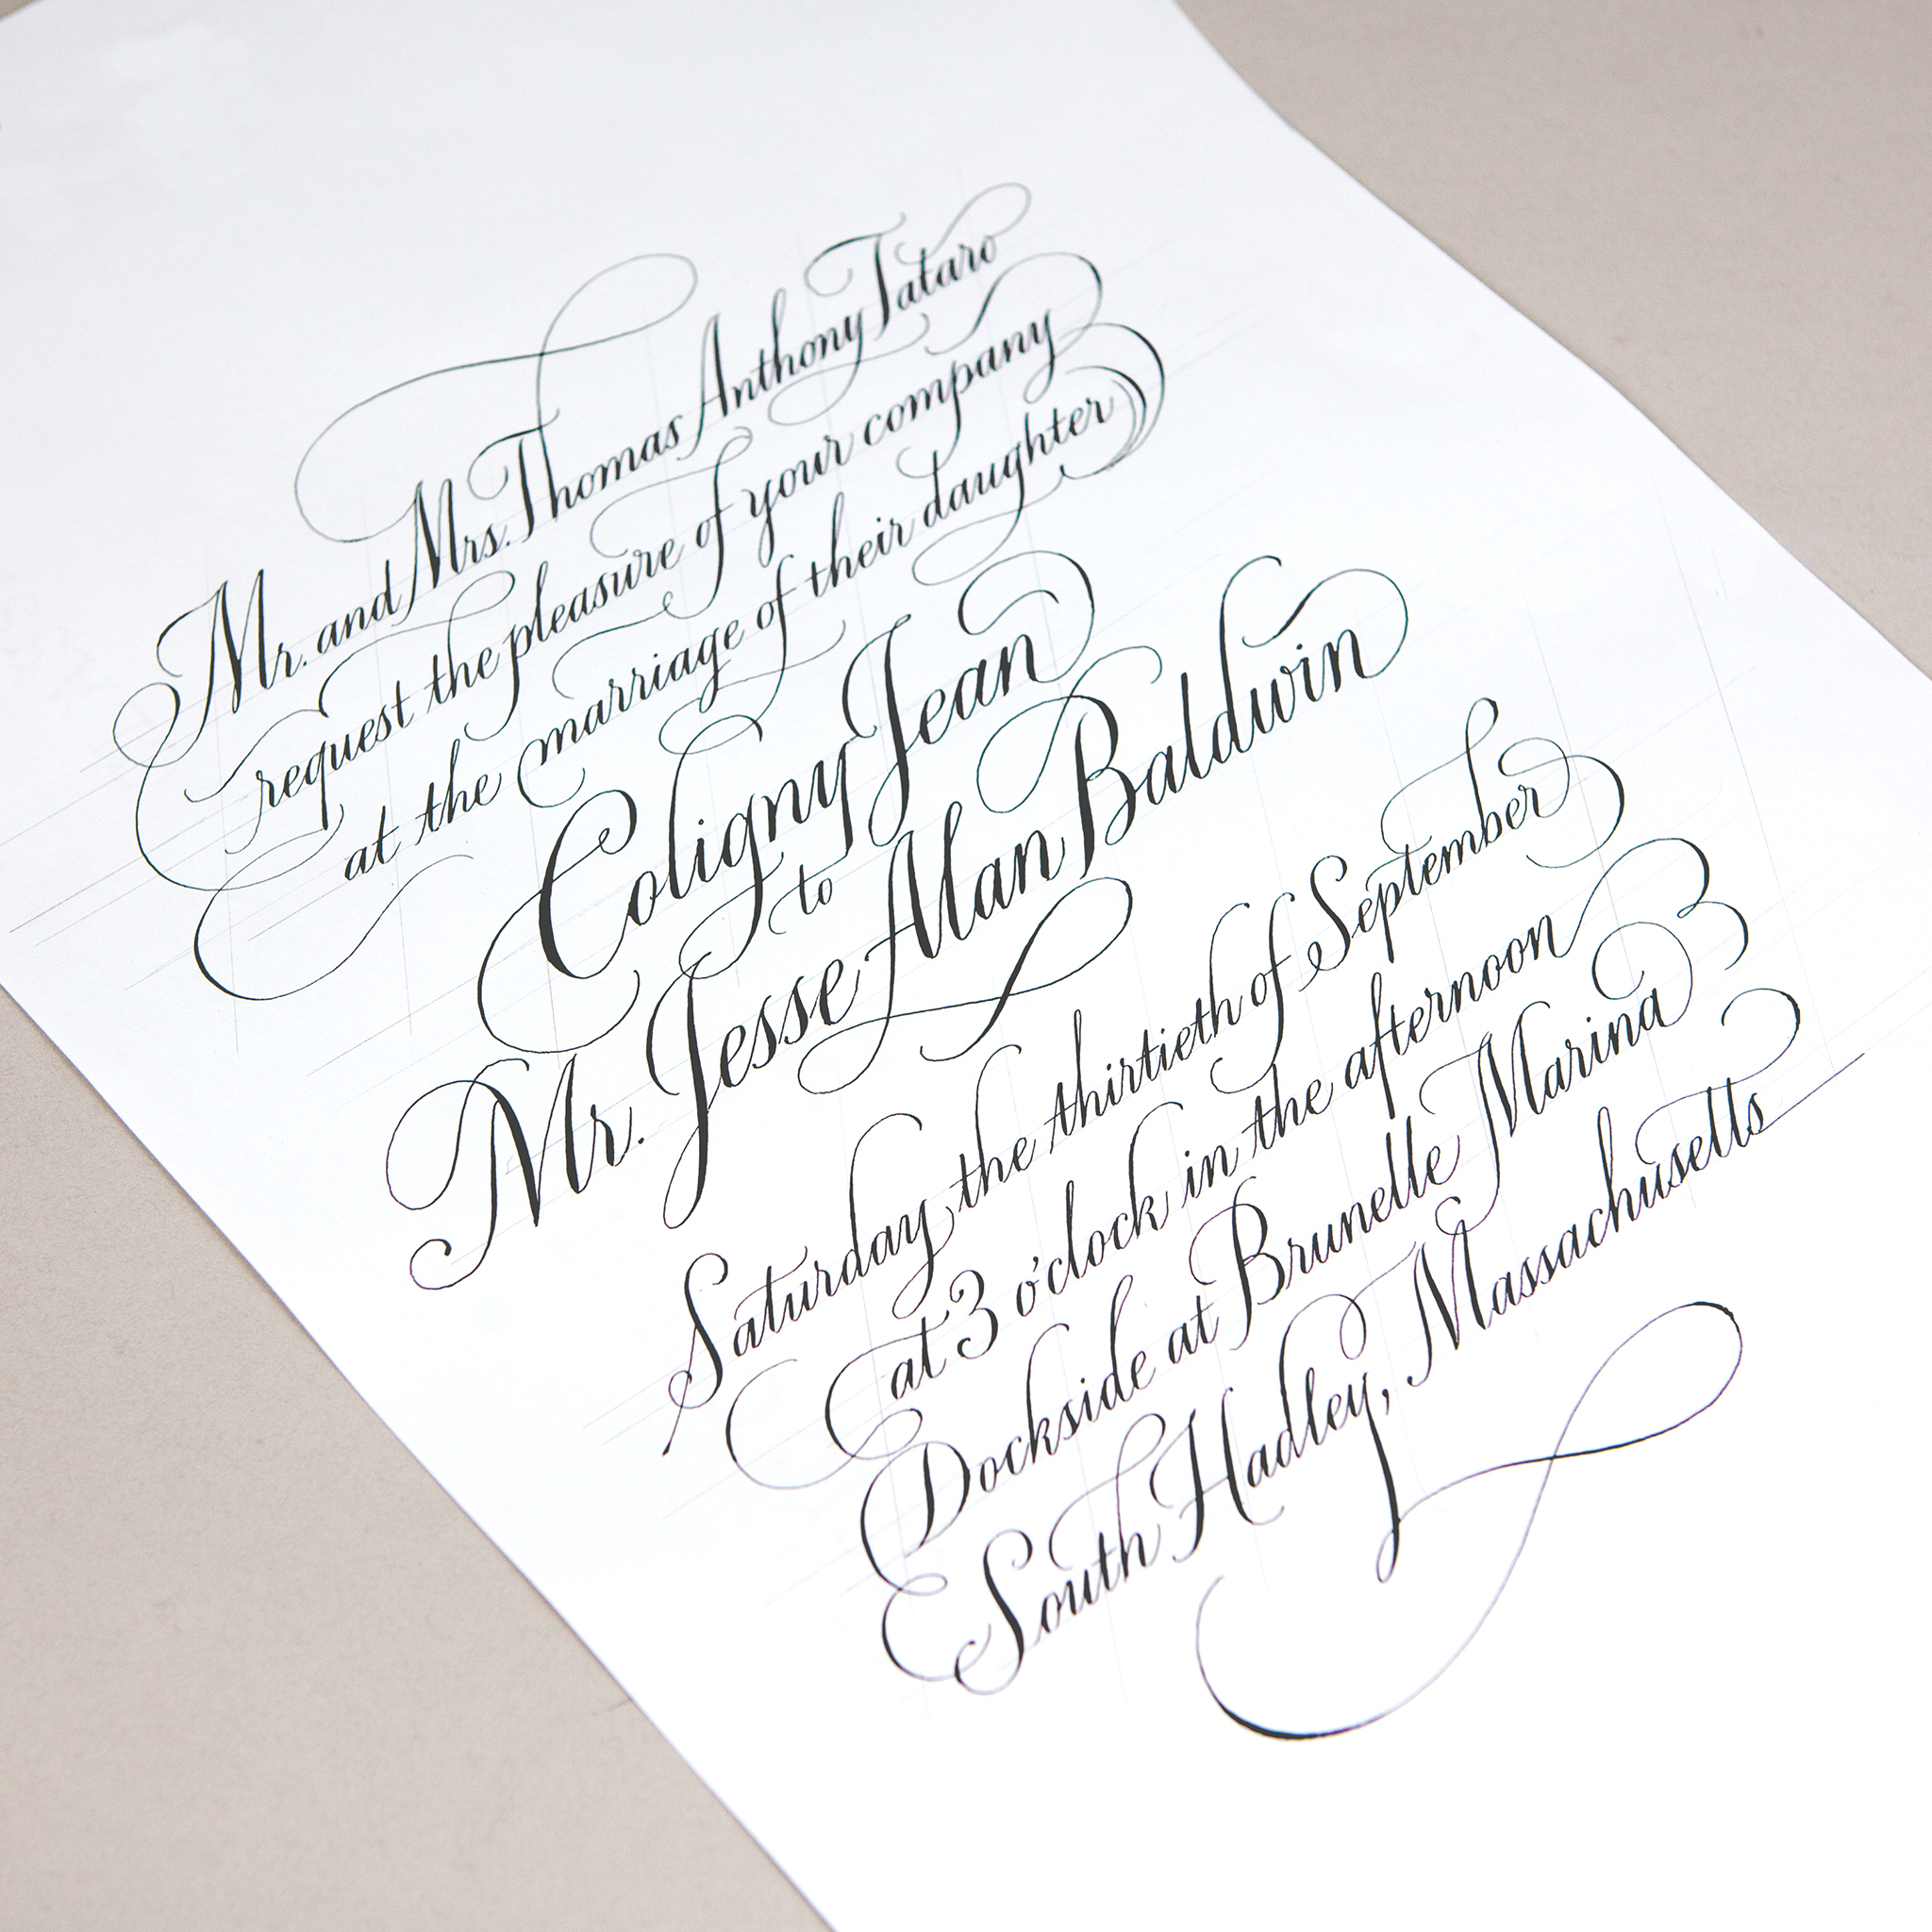 Mr. and Mrs. Thomas Anthony Tataro
request the pleasure of your company
at the marriage of their daughter
Coligny Jean
to
Mr. Jesse Alan Baldwin
Saturday the thirtieth of September
at 3 o'clock in the afternoon
Dockside at Brunelle Marina
South Hadley, Massachusetts